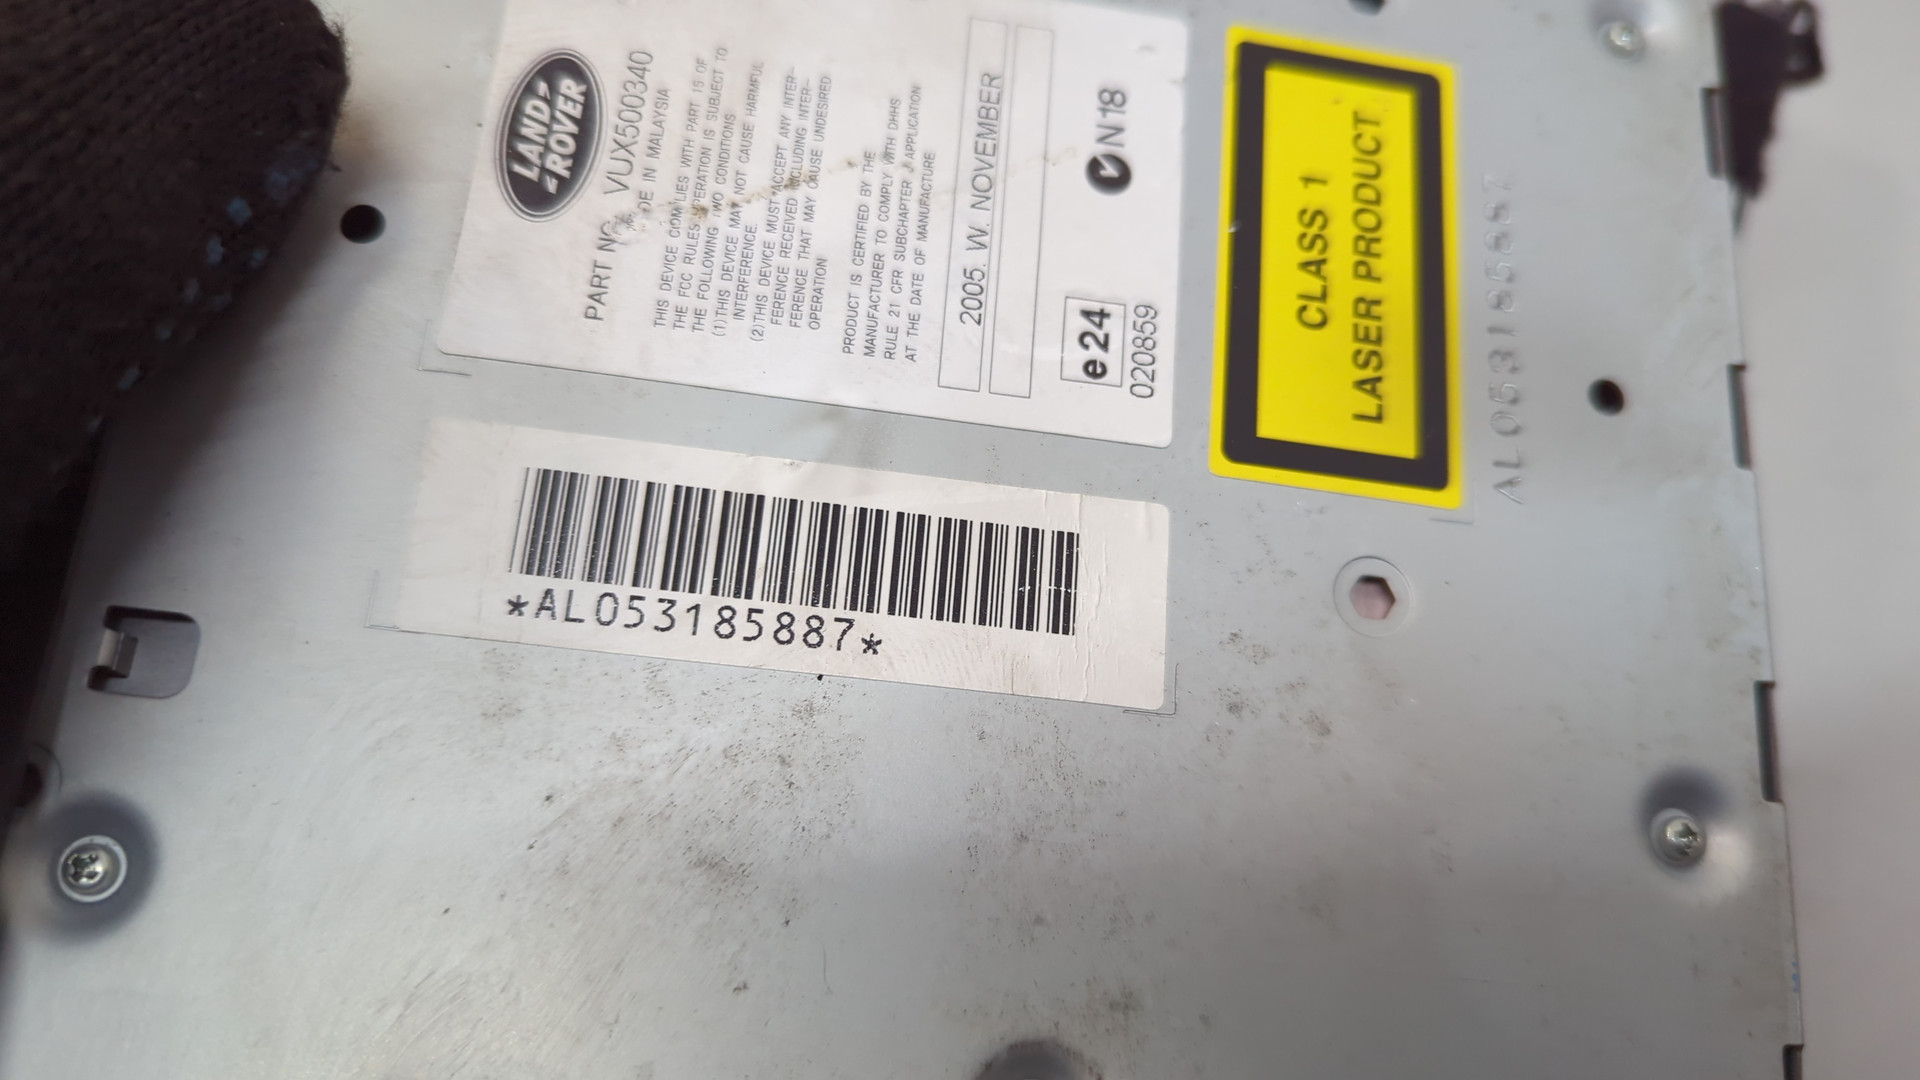 LAND ROVER
PART NO. VUX500340
MADE IN MALAYSIA
THIS DEVICE COMPLIES WITH PART 15 OF
THE FCC RULES OPERATION IS SUBJECT TO
THE FOLLOWING TWO CONDITIONS
(1)THIS DEVICE MAY NOT CAUSE HARMFUL
INTERFERENCE.
(2)THIS DEVICE MUST ACCEPT ANY INTER-
FERENCE RECEIVED INCLUDING INTER-
FERENCE THAT MAY CAUSE UNDESIRED
OPERATION
PRODUCT IS CERTIFIED BY THE
MANUFACTURER TO COMPLY WITH DHHS
RULE 21 CFR SUBCHAPTER J APPLICATION
AT THE DATE OF MANUFACTURE
2005. W. NOVEMBER
e24
N18
020859
CLASS 1
LASER PRODUCT
AL053185887
*AL053185887*